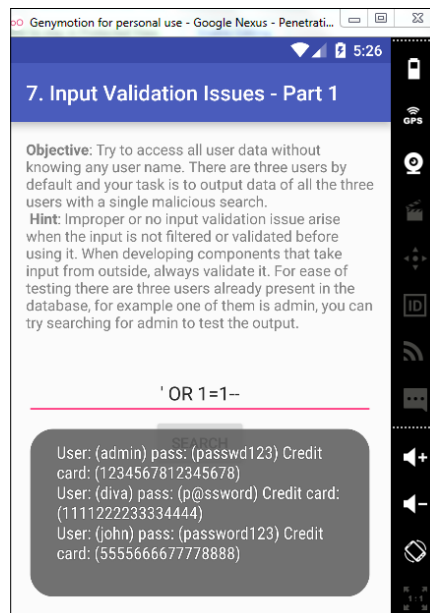 Genymotion for personal use - Google Nexus - Penetrati...
5:26
7. Input Validation Issues - Part 1
Objective: Try to access all user data without
knowing any user name. There are three users by
default and your task is to output data of all the three
users with a single malicious search.
Hint: Improper or no input validation issue arise
when the input is not filtered or validated before
using it. When developing components that take
input from outside, always validate it. For ease of
testing there are three users already present in the
database, for example one of them is admin, you can
try searching for admin to test the output.
' OR 1=1--
SEARCH
User: (admin) pass: (passwd123) Credit
card: (1234567812345678)
User: (diva) pass: (p@ssword) Credit card:
(1111222233334444)
User: (john) pass: (password123) Credit
card: (5555666677778888)
GPS
ID
1:1